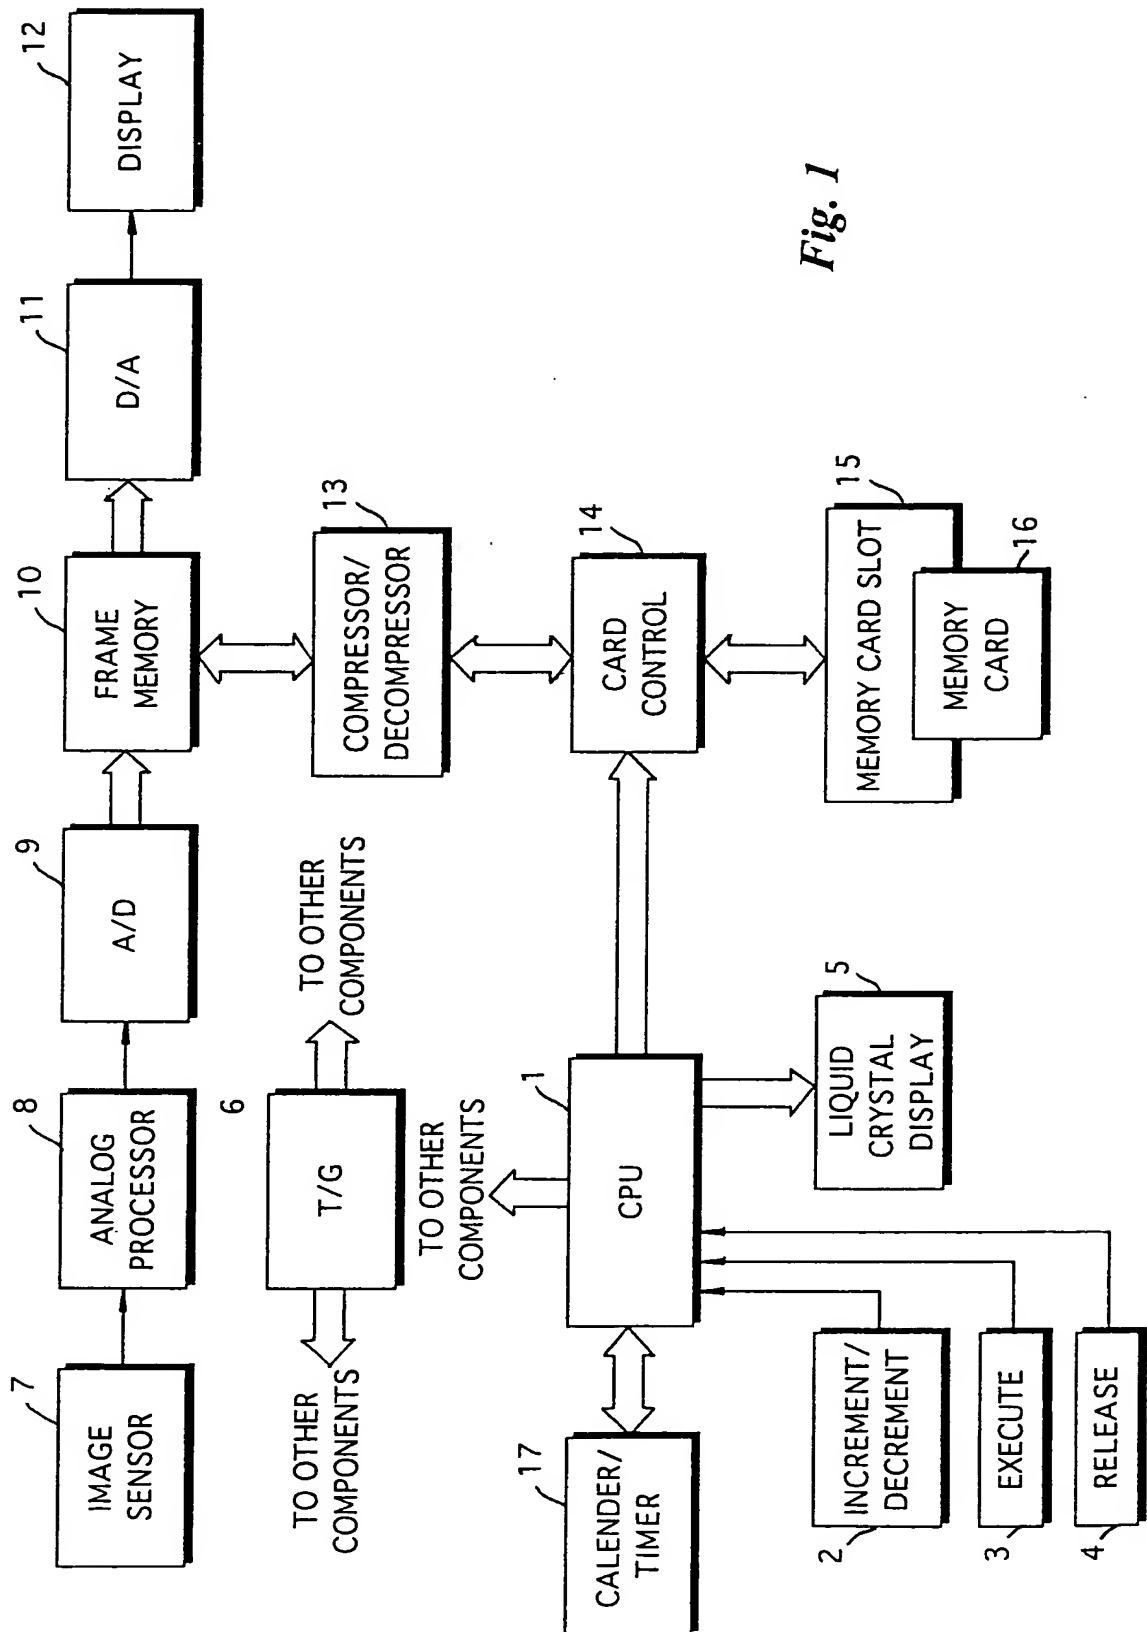 7
IMAGE
SENSOR
8
ANALOG
PROCESSOR
9
A/D
10
FRAME
MEMORY
11
D/A
12
DISPLAY
TO OTHER
COMPONENTS
6
T/G
TO OTHER
COMPONENTS
13
COMPRESSOR/
DECOMPRESSOR
TO OTHER
COMPONENTS
17
CALENDER/
TIMER
1
CPU
14
CARD
CONTROL
2
INCREMENT/
DECREMENT
3
EXECUTE
4
RELEASE
5
LIQUID
CRYSTAL
DISPLAY
15
MEMORY CARD SLOT
16
MEMORY
CARD
Fig. 1